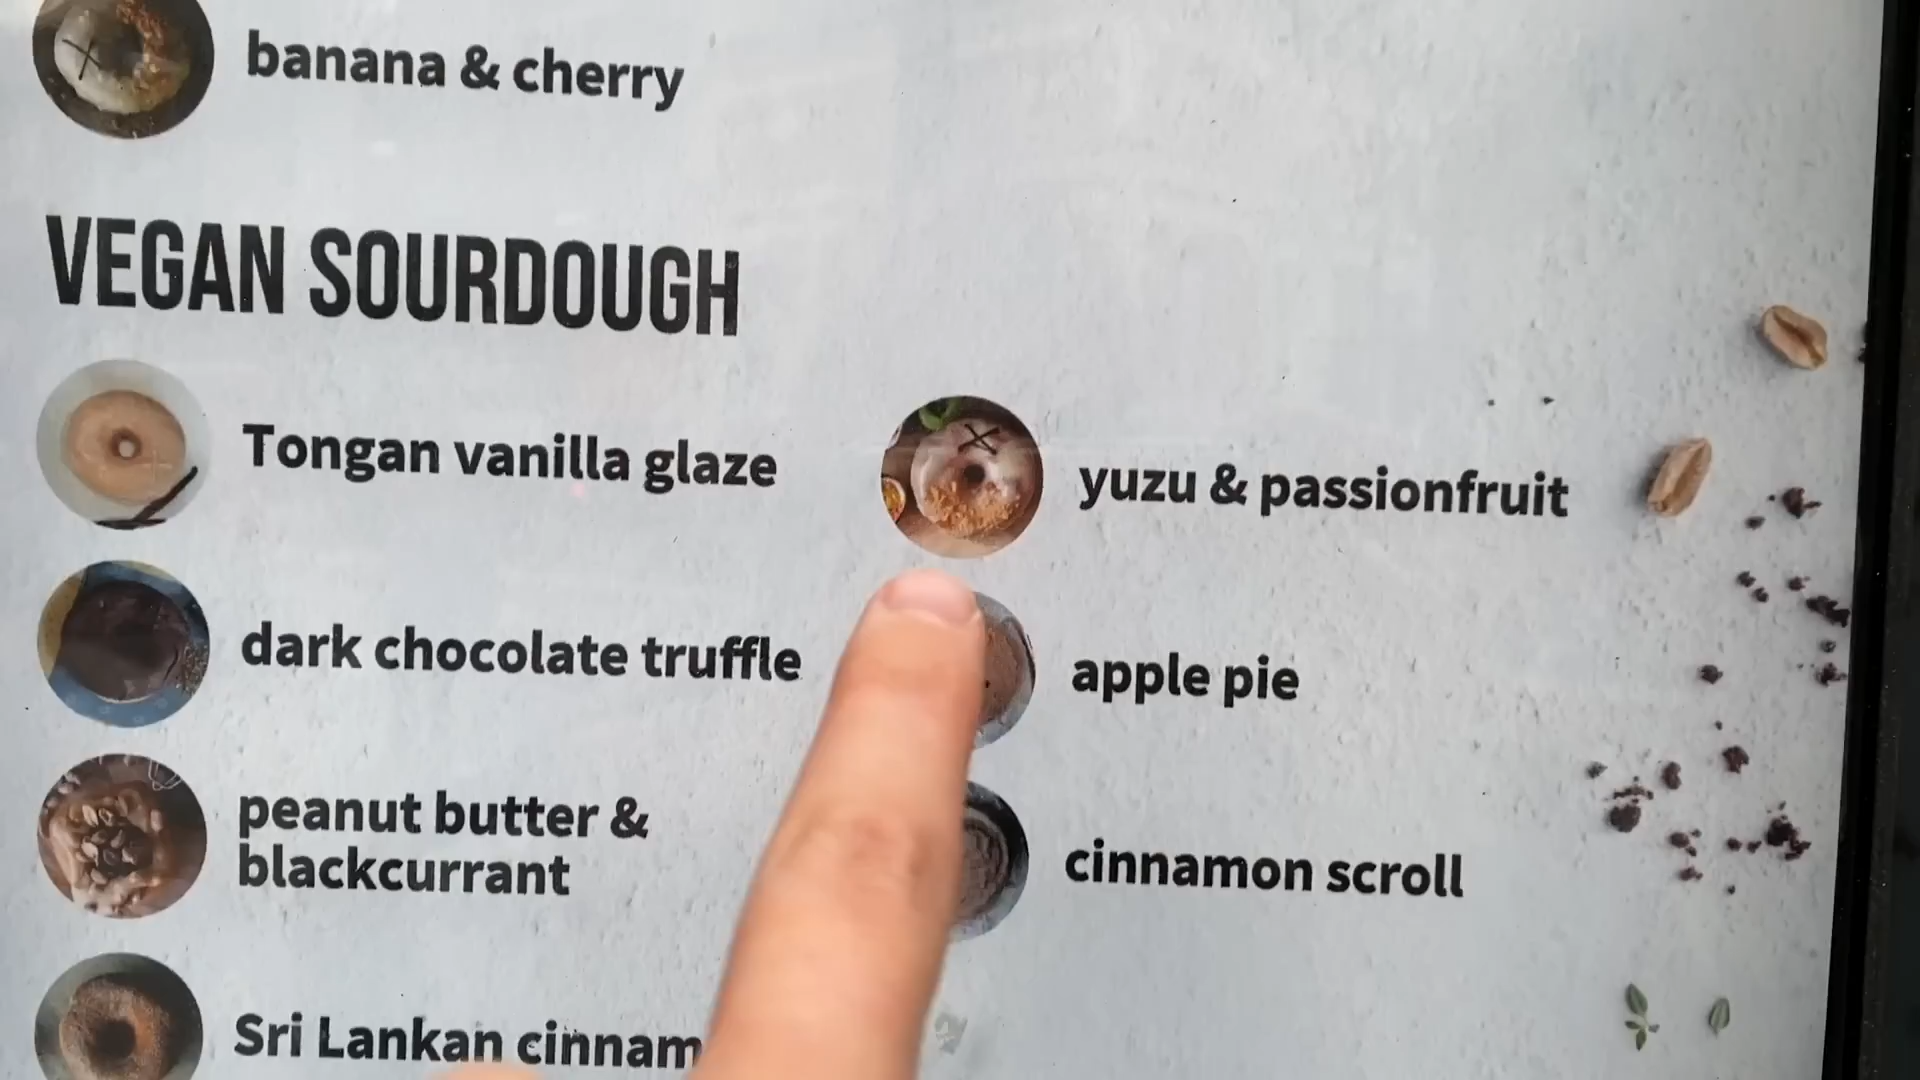 banana & cherry
VEGAN SOURDOUGH
Tongan vanilla glaze
yuzu & passionfruit
dark chocolate truffle
apple pie
peanut butter &
blackcurrant
cinnamon scroll
Sri Lankan